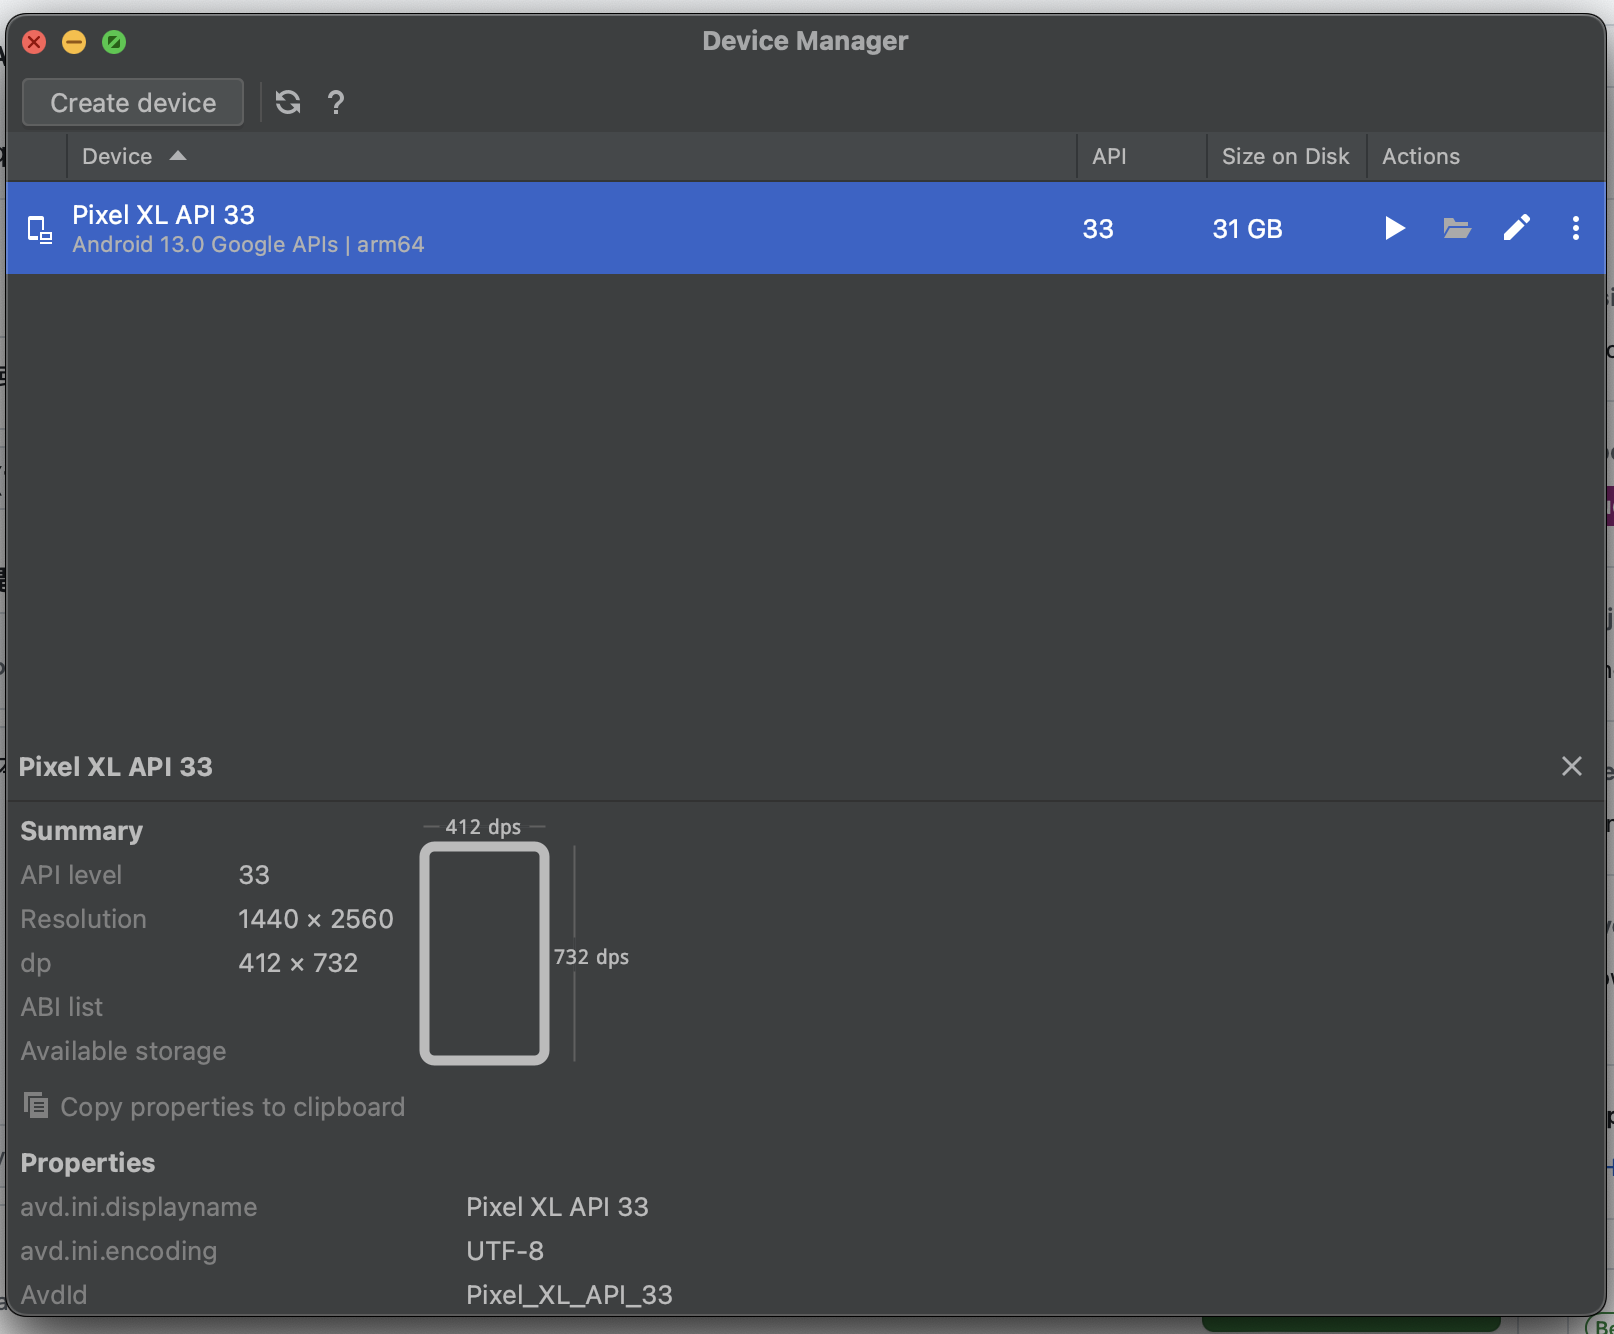 Device Manager
Create device ?
Device API Size on Disk Actions
Pixel XL API 33
Android 13.0 Google APIs | arm64
33 31 GB
Pixel XL API 33
Summary
412 dps
API level 33
Resolution 1440 × 2560
dp 412 × 732
732 dps
ABI list
Available storage
Copy properties to clipboard
Properties
avd.ini.displayname Pixel XL API 33
avd.ini.encoding UTF-8
AvdId Pixel_XL_API_33